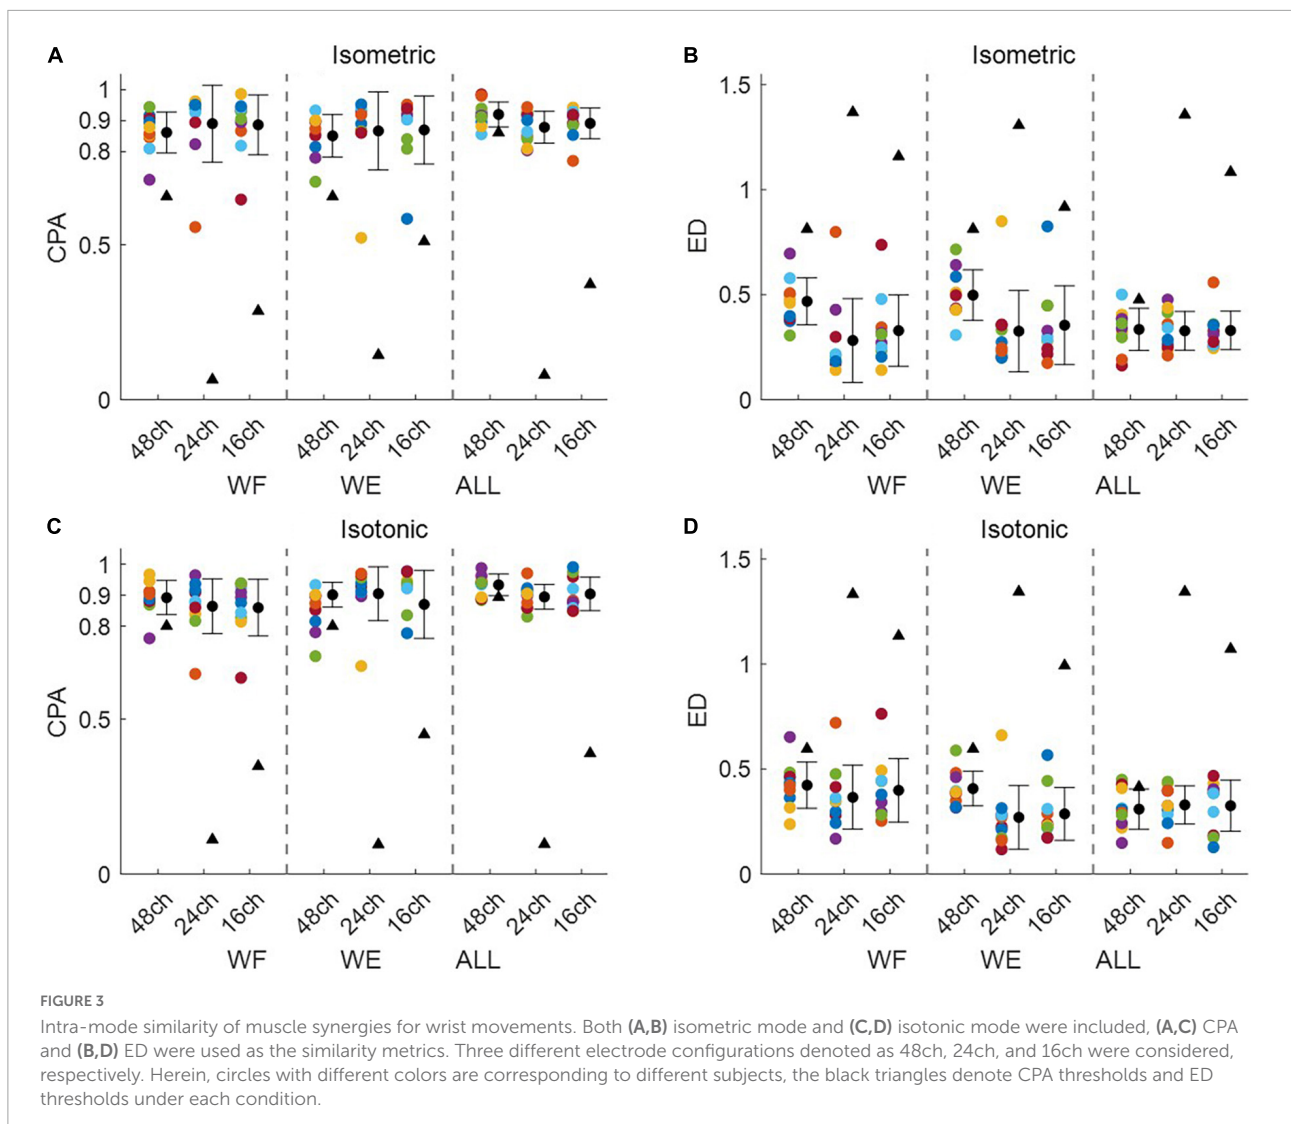 A
Isometric
1
0.9
0.8
0.5
0
CPA
48ch 24ch 16ch 48ch 24ch 16ch 48ch 24ch 16ch
WF WE ALL
B
Isometric
1.5
1
0.5
0
ED
48ch 24ch 16ch 48ch 24ch 16ch 48ch 24ch 16ch
WF WE ALL
C
Isotonic
1
0.9
0.8
0.5
0
CPA
48ch 24ch 16ch 48ch 24ch 16ch 48ch 24ch 16ch
WF WE ALL
D
Isotonic
1.5
1
0.5
0
ED
48ch 24ch 16ch 48ch 24ch 16ch 48ch 24ch 16ch
WF WE ALL
FIGURE 3
Intra-mode similarity of muscle synergies for wrist movements. Both (A,B) isometric mode and (C,D) isotonic mode were included, (A,C) CPA
and (B,D) ED were used as the similarity metrics. Three different electrode configurations denoted as 48ch, 24ch, and 16ch were considered,
respectively. Herein, circles with different colors are corresponding to different subjects, the black triangles denote CPA thresholds and ED
thresholds under each condition.